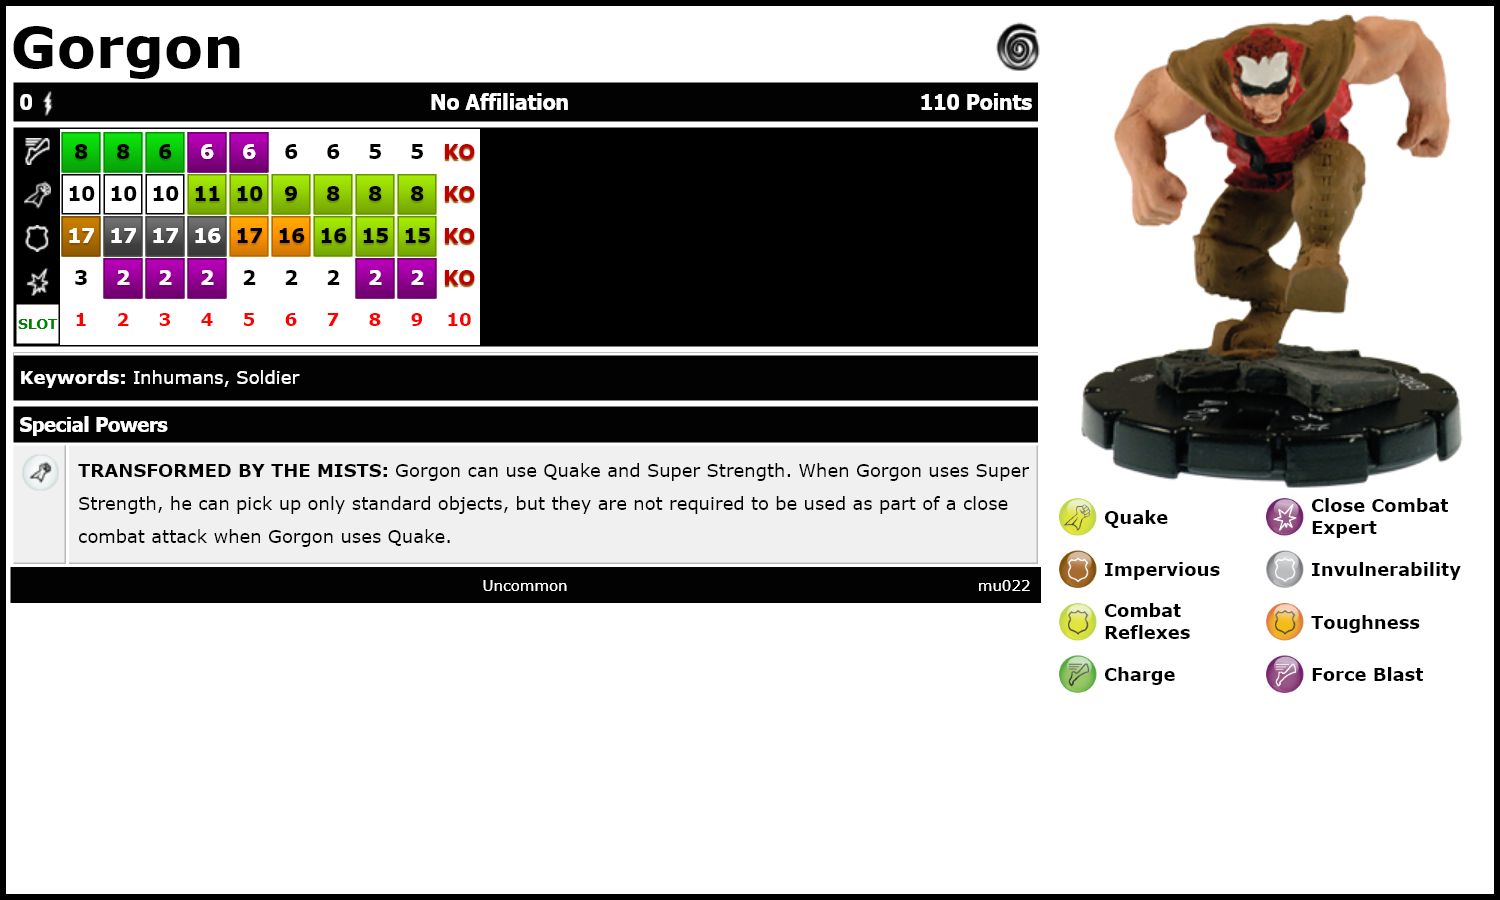 Gorgon
0 No Affiliation 110 Points
8 8 6 6 6 6 6 5 5 KO
10 10 10 11 10 9 8 8 8 KO
17 17 17 16 17 16 16 15 15 KO
3 2 2 2 2 2 2 2 2 KO
SLOT 1 2 3 4 5 6 7 8 9 10
Keywords: Inhumans, Soldier
Special Powers
TRANSFORMED BY THE MISTS: Gorgon can use Quake and Super Strength. When Gorgon uses Super
Strength, he can pick up only standard objects, but they are not required to be used as part of a close
combat attack when Gorgon uses Quake.
Uncommon mu022
Quake
Close Combat
Expert
Impervious
Invulnerability
Combat
Reflexes
Toughness
Charge
Force Blast